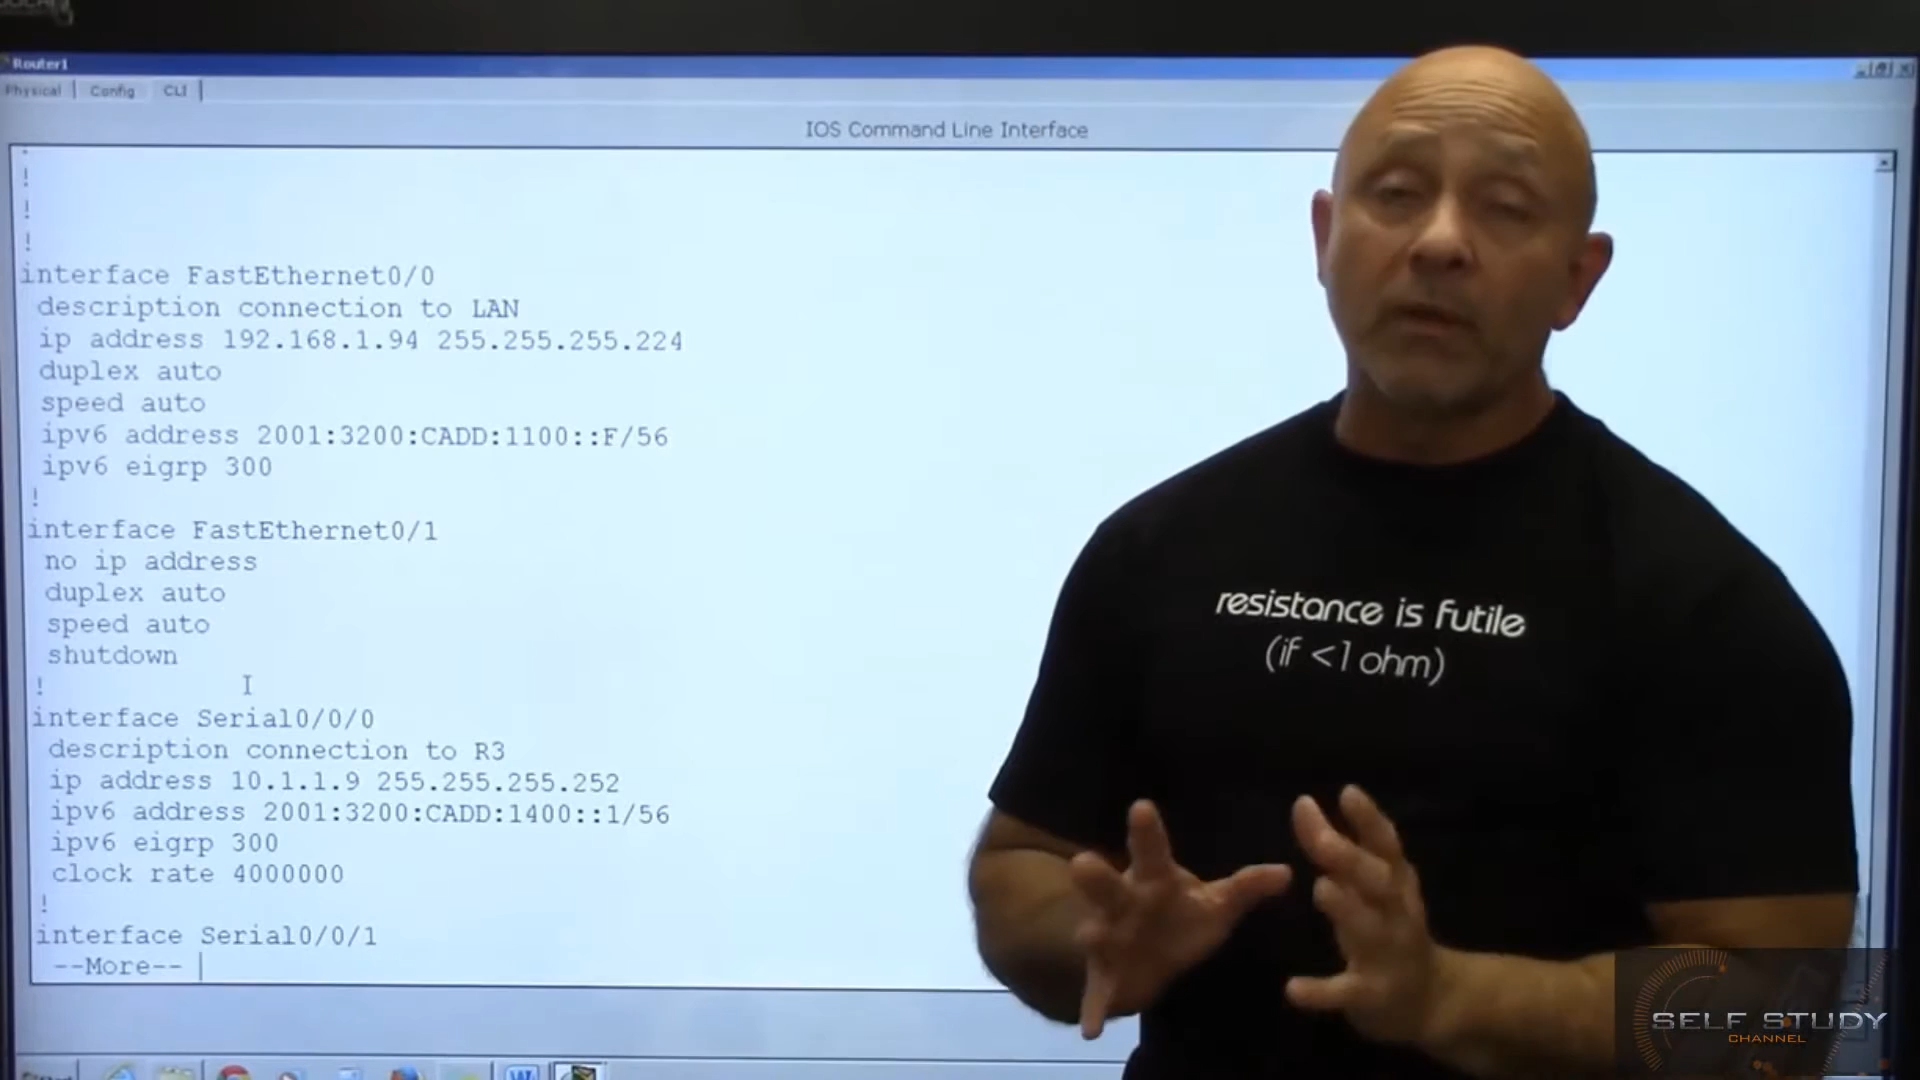 Router1
Physical Config CLI
IOS Command Line Interface
!
!
!
interface FastEthernet0/0
description connection to LAN
ip address 192.168.1.94 255.255.255.224
duplex auto
speed auto
ipv6 address 2001:3200:CADD:1100::F/56
ipv6 eigrp 300
!
interface FastEthernet0/1
no ip address
duplex auto
speed auto
shutdown
!
interface Serial0/0/0
description connection to R3
ip address 10.1.1.9 255.255.255.252
ipv6 address 2001:3200:CADD:1400::1/56
ipv6 eigrp 300
clock rate 4000000
!
interface Serial0/0/1
--More--
resistance is futile
(if <1 ohm)
SELF STUDY
CHANNEL